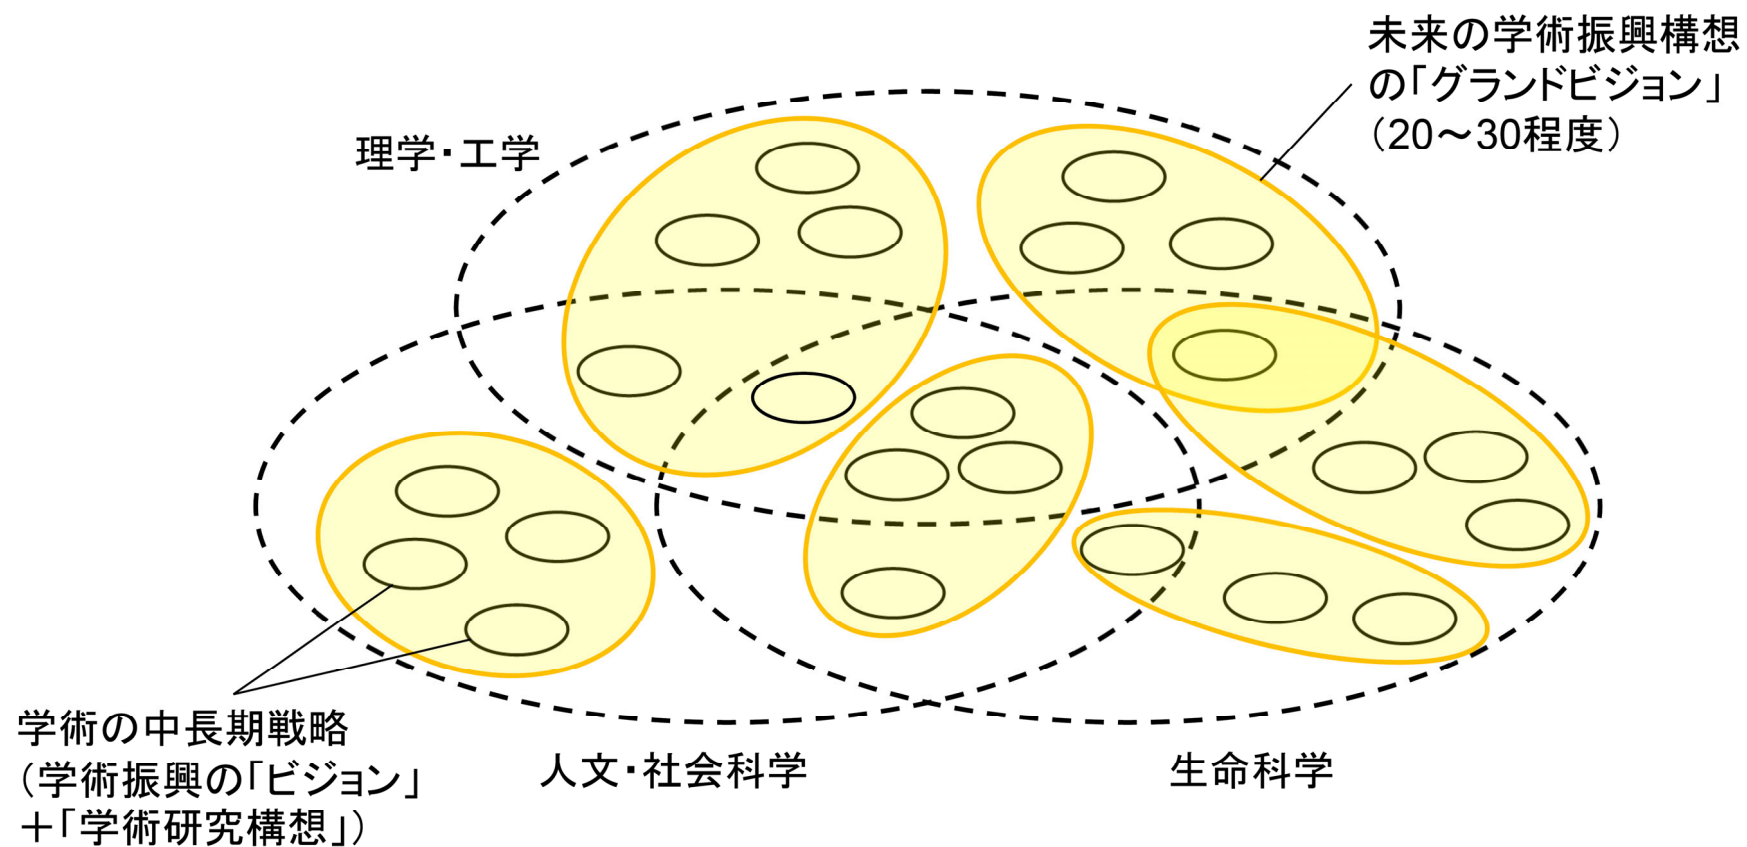 未来の学術振興構想
の「グランドビジョン」
（20～30程度）
理学・工学
学術の中長期戦略
（学術振興の「ビジョン」
＋「学術研究構想」）
人文・社会科学
生命科学